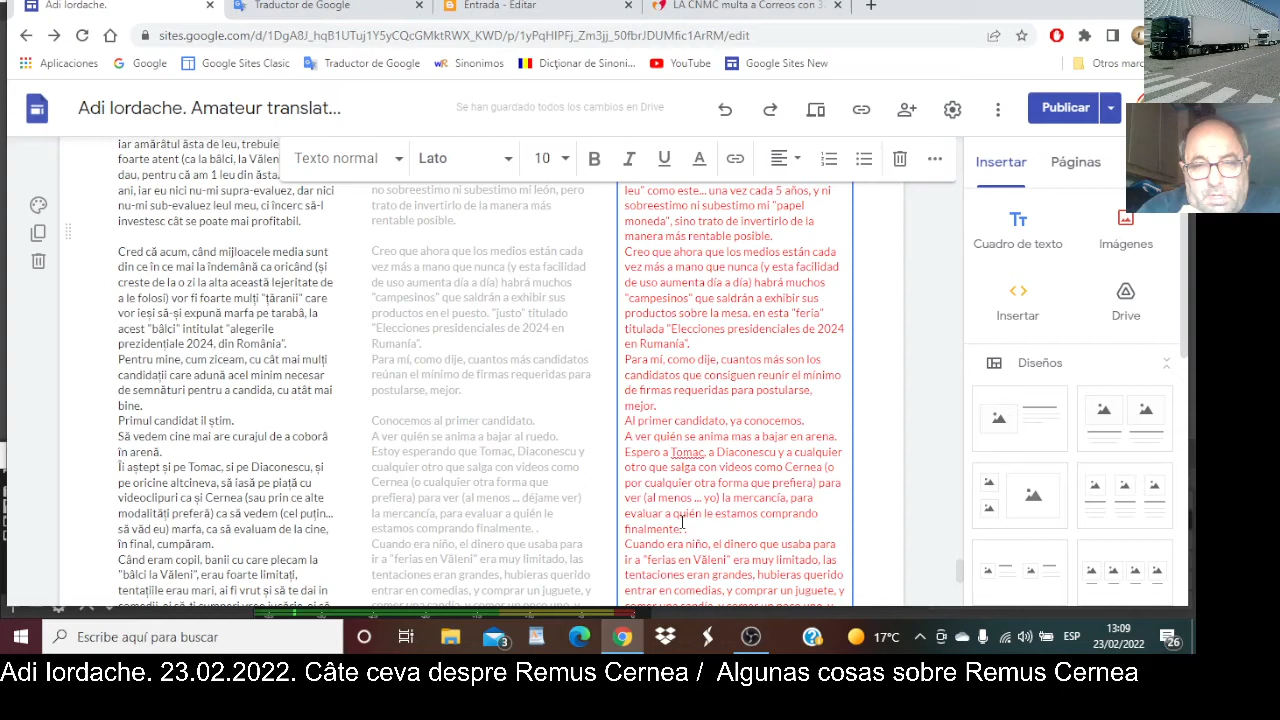 Adi Iordache.
Traductor de Google
Entrada - Editar
LA CNMC multa a Correos con 3.
sites.google.com/d/1DgA8J_hqB1UTuj1Y5yCQcGMktRWX_KWD/p/1yPqHIPFj_Zm3jj_50fbrJDUMfic1ArRM/edit
Aplicaciones
Google
Google Sites Clasic
Traductor de Google
Sinonimos
Dicționar de Sinoni...
YouTube
Google Sites New
Otros marc
Adi Iordache. Amateur translat...
Se han guardado todos los cambios en Drive
Publicar
Texto normal
Lato
10
Insertar
Páginas
iar amărâtul ăsta de leu, trebuie
foarte atent (ca la bâlci, la Văleni
dau, pentru că am 1 leu din ăsta.
ani, iar eu nici nu-mi supra-evaluez, dar nici
nu-mi sub-evaluez leul meu, ci încerc să-l
investesc cât se poate mai profitabil.
Cred că acum, când mijloacele media sunt
din ce în ce mai la îndemână ca oricând (și
creste de la o zi la alta această lejeritate de
a le folosi) vor fi foarte mulți "țăranii" care
vor ieși să-și expună marfa pe tarabă, la
acest "bâlci" intitulat "alegerile
prezidențiale 2024, din România".
Pentru mine, cum ziceam, cu cât mai mulți
candidații care adună acel minim necesar
de semnături pentru a candida, cu atât mai
bine.
Primul candidat îl știm.
Să vedem cine mai are curajul de a coborâ
în arenă.
Îi aștept și pe Tomac, si pe Diaconescu, și
pe oricine altcineva, să iasă pe piață cu
videoclipuri ca și Cernea (sau prin ce alte
modalități preferă) ca să vedem (cel puțin...
să văd eu) marfa, ca să evaluam de la cine,
în final, cumpăram.
Când eram copil, banii cu care plecam la
"bâlci la Văleni", erau foarte limitați,
tentațiile erau mari, ai fi vrut și să te dai în
no sobreestimo ni subestimo mi león, pero
trato de invertirlo de la manera más
rentable posible.
Creo que ahora que los medios están cada
vez más a mano que nunca (y esta facilidad
de uso aumenta día a día) habrá muchos
"campesinos" que saldrán a exhibir sus
productos en el puesto. "justo" titulado
"Elecciones presidenciales de 2024 en
Rumanía".
Para mí, como dije, cuantos más candidatos
reúnan el mínimo de firmas requeridas para
postularse, mejor.
Conocemos al primer candidato.
A ver quién se anima a bajar al ruedo.
Estoy esperando que Tomac, Diaconescu y
cualquier otro que salga con videos como
Cernea (o cualquier otra forma que
prefiera) para ver (al menos ... déjame ver)
la mercancía, para evaluar a quién le
estamos comprando finalmente. .
Cuando era niño, el dinero que usaba para
ir a "ferias en Văleni" era muy limitado, las
tentaciones eran grandes, hubieras querido
entrar en comedias, y comprar un juguete, y
comer una sandía, y comer un poco uno, y
leu" como este... una vez cada 5 años, y ni
sobreestimo ni subestimo mi "papel
moneda", sino trato de invertirlo de la
manera más rentable posible.
Creo que ahora que los medios están cada
vez más a mano que nunca (y esta facilidad
de uso aumenta día a día) habrá muchos
"campesinos" que saldrán a exhibir sus
productos sobre la mesa. en esta "feria"
titulada "Elecciones presidenciales de 2024
en Rumanía".
Para mí, como dije, cuantos más son los
candidatos que consiguen reunir el mínimo
de firmas requeridas para postularse,
mejor.
Al primer candidato, ya conocemos.
A ver quién se anima mas a bajar en arena.
Espero a Tomac, a Diaconescu y a cualquier
otro que salga con videos como Cernea (o
por cualquier otra forma que prefiera) para
ver (al menos ... yo) la mercancía, para
evaluar a quién le estamos comprando
finalmente. .
Cuando era niño, el dinero que usaba para
ir a "ferias en Văleni" era muy limitado, las
tentaciones eran grandes, hubieras querido
entrar en comedias, y comprar un juguete, y
Cuadro de texto
Imágenes
Insertar
Drive
Diseños
Escribe aquí para buscar
3
17°C
ESP
13:09
23/02/2022
26
Adi Iordache. 23.02.2022. Câte ceva despre Remus Cernea / Algunas cosas sobre Remus Cernea